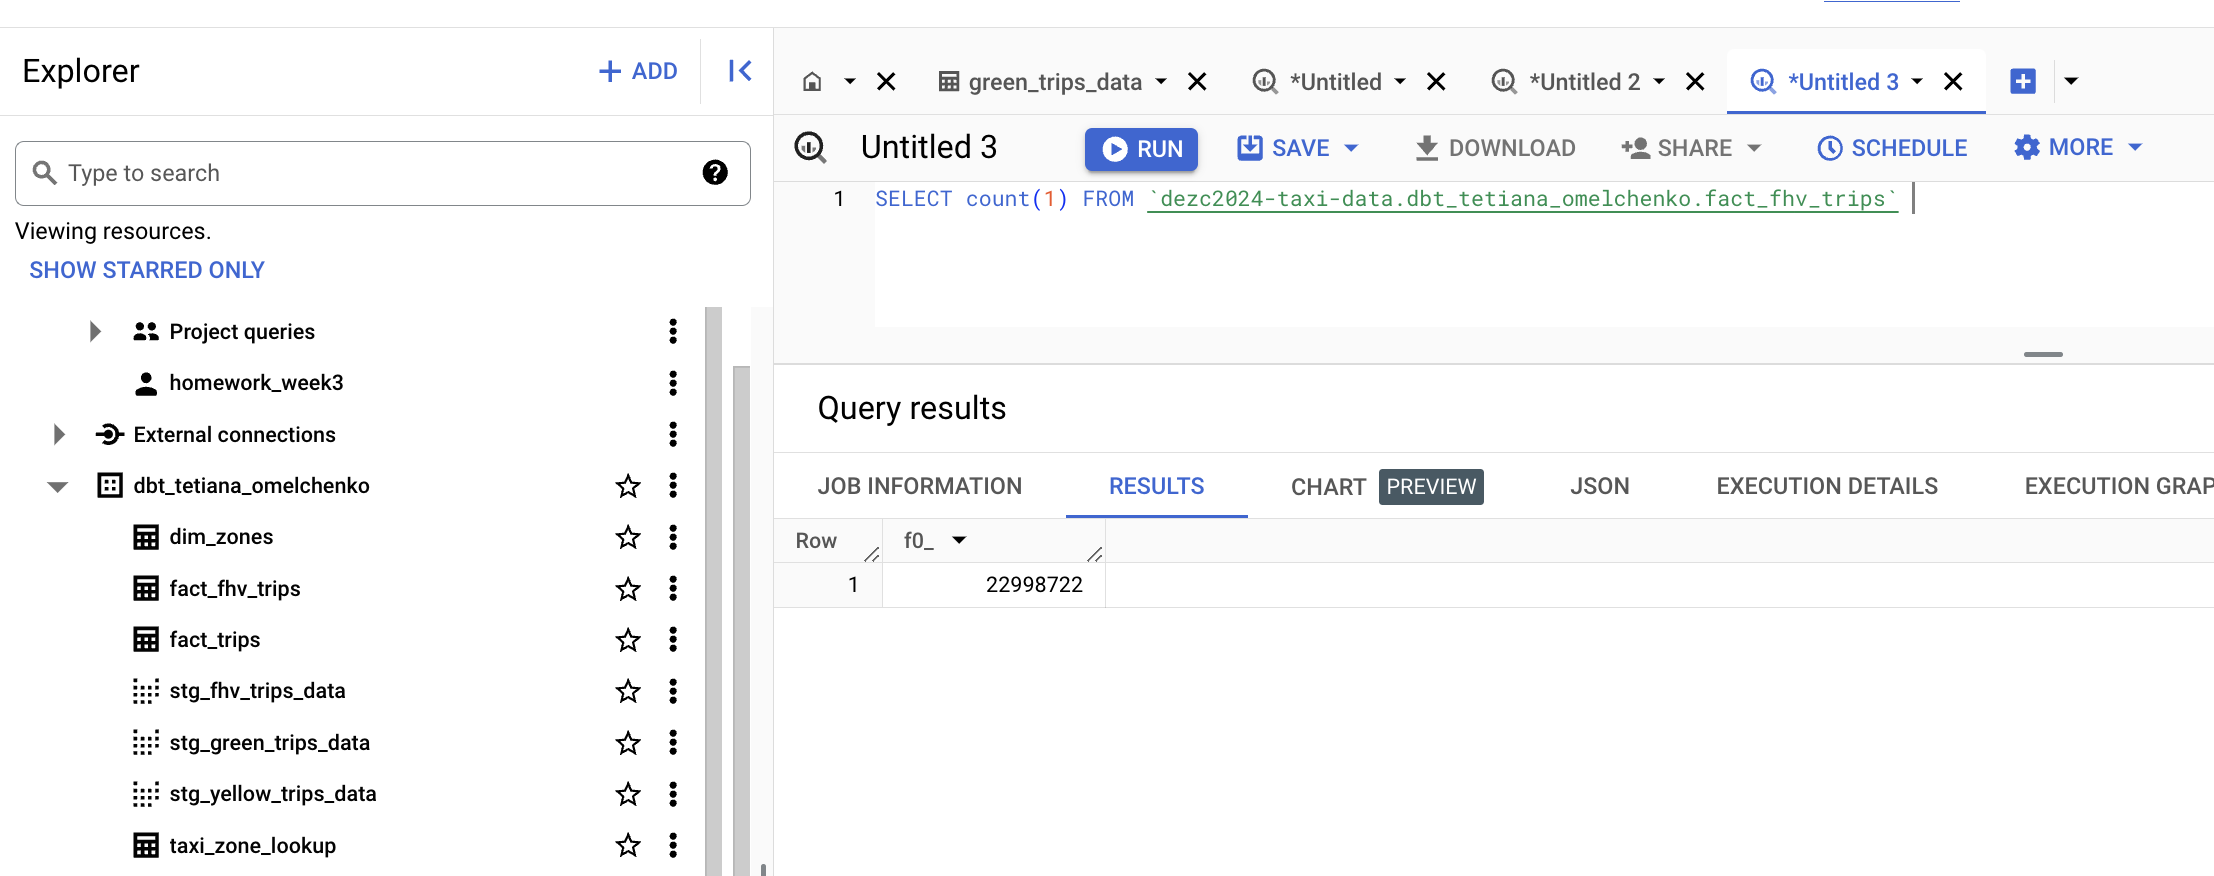 Explorer
ADD
Type to search
Viewing resources.
SHOW STARRED ONLY
Project queries
homework_week3
External connections
dbt_tetiana_omelchenko
dim_zones
fact_fhv_trips
fact_trips
stg_fhv_trips_data
stg_green_trips_data
stg_yellow_trips_data
taxi_zone_lookup
green_trips_data
*Untitled
*Untitled 2
*Untitled 3
Untitled 3
RUN
SAVE
DOWNLOAD
SHARE
SCHEDULE
MORE
1 SELECT count(1) FROM `dezc2024-taxi-data.dbt_tetiana_omelchenko.fact_fhv_trips`
Query results
JOB INFORMATION
RESULTS
CHART PREVIEW
JSON
EXECUTION DETAILS
EXECUTION GRAP
Row f0_
1 22998722